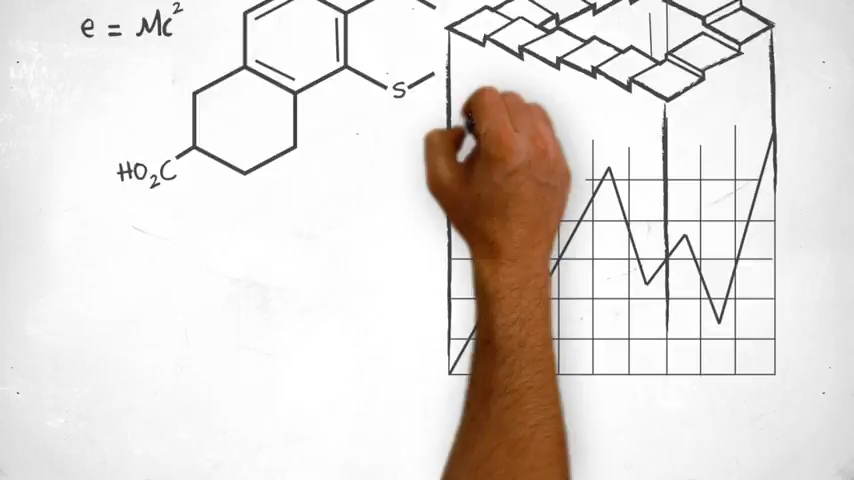 e = Mc²
S
HO₂C